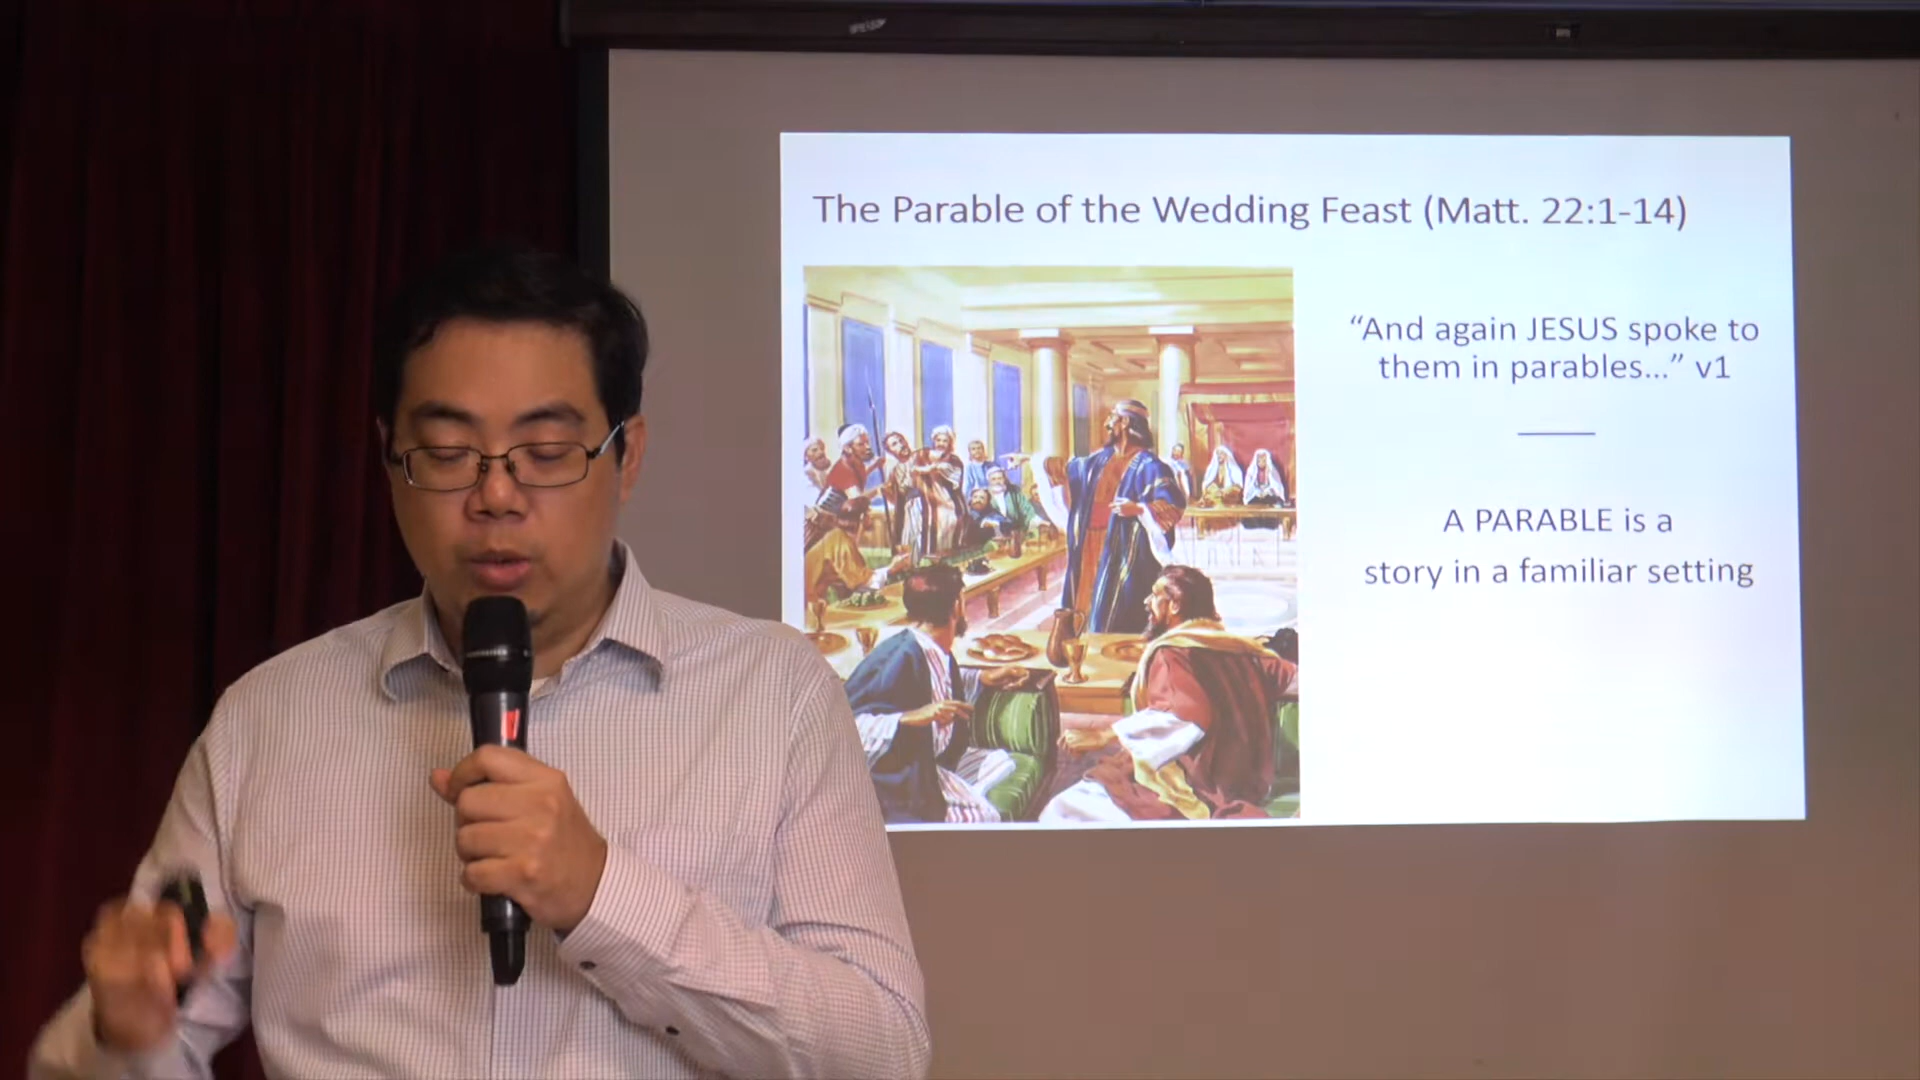 The Parable of the Wedding Feast (Matt. 22:1-14)
“And again JESUS spoke to
them in parables...” v1
A PARABLE is a
story in a familiar setting